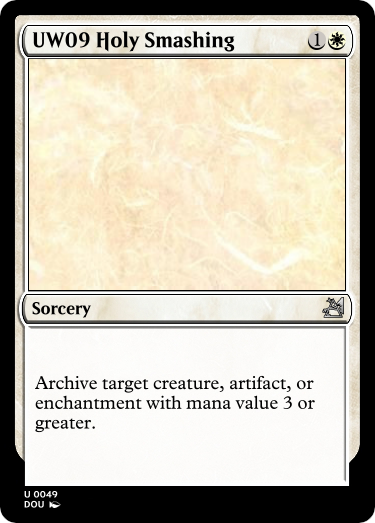 UW09 Holy Smashing 1
Sorcery
Archive target creature, artifact, or
enchantment with mana value 3 or
greater.
U 0049
DOU